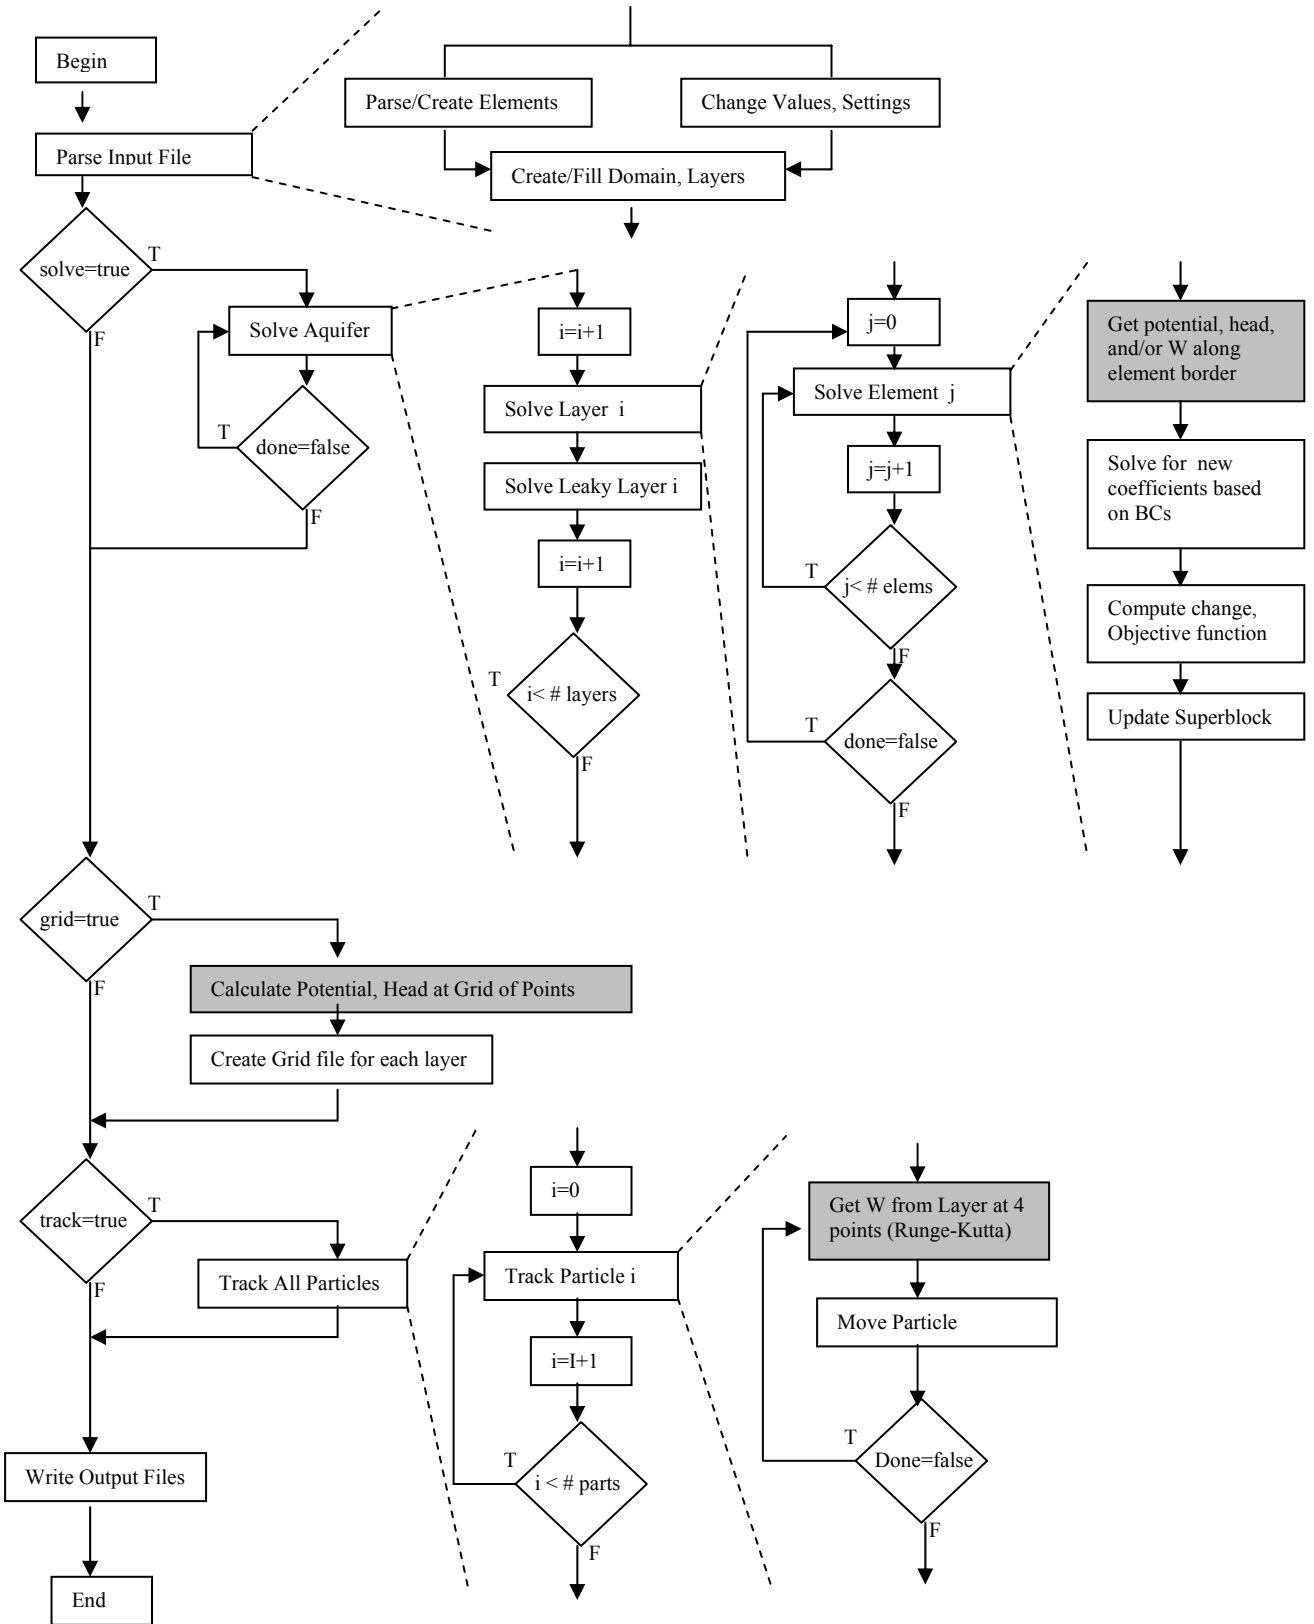 Begin
Parse Input File
Parse/Create Elements
Change Values, Settings
Create/Fill Domain, Layers
solve=true
T
F
Solve Aquifer
done=false
T
F
i=i+1
Solve Layer i
Solve Leaky Layer i
i=i+1
i< # layers
T
F
j=0
Solve Element j
j=j+1
j< # elems
T
F
done=false
T
F
Get potential, head,
and/or W along
element border
Solve for new
coefficients based
on BCs
Compute change,
Objective function
Update Superblock
grid=true
T
F
Calculate Potential, Head at Grid of Points
Create Grid file for each layer
track=true
T
F
Track All Particles
i=0
Track Particle i
i=I+1
i < # parts
T
F
Get W from Layer at 4
points (Runge-Kutta)
Move Particle
Done=false
T
F
Write Output Files
End